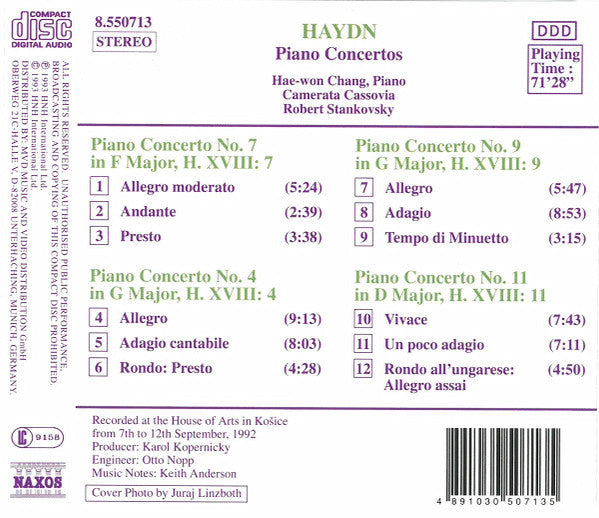 COMPACT
disc
DIGITAL AUDIO
8.550713
STEREO
HAYDN
Piano Concertos
Hae-won Chang, Piano
Camerata Cassovia
Robert Stankovsky
DDD
Playing
Time :
71'28"
ALL RIGHTS RESERVED. UNAUTHORISED PUBLIC PERFORMANCE,
BROADCASTING AND COPYING OF THIS COMPACT DISC PROHIBITED.
℗ 1993 HNH International Ltd.
© 1993 HNH International Ltd.
DISTRIBUTED BY: MVD MUSIC AND VIDEO DISTRIBUTION GmbH
OBERWEG 21C-HALLE V, D-82008 UNTERHACHING, MUNICH, GERMANY.
Piano Concerto No. 7
in F Major, H. XVIII: 7
1 Allegro moderato (5:24)
2 Andante (2:39)
3 Presto (3:38)
Piano Concerto No. 4
in G Major, H. XVIII: 4
4 Allegro (9:13)
5 Adagio cantabile (8:03)
6 Rondo: Presto (4:28)
Piano Concerto No. 9
in G Major, H. XVIII: 9
7 Allegro (5:47)
8 Adagio (8:53)
9 Tempo di Minuetto (3:15)
Piano Concerto No. 11
in D Major, H. XVIII: 11
10 Vivace (7:43)
11 Un poco adagio (7:11)
12 Rondo all'ungarese: (4:50)
Allegro assai
LC 9158
NAXOS
Recorded at the House of Arts in Košice
from 7th to 12th September, 1992
Producer: Karol Kopernicky
Engineer: Otto Nopp
Music Notes: Keith Anderson
Cover Photo by Juraj Linzboth
4 891030 507135